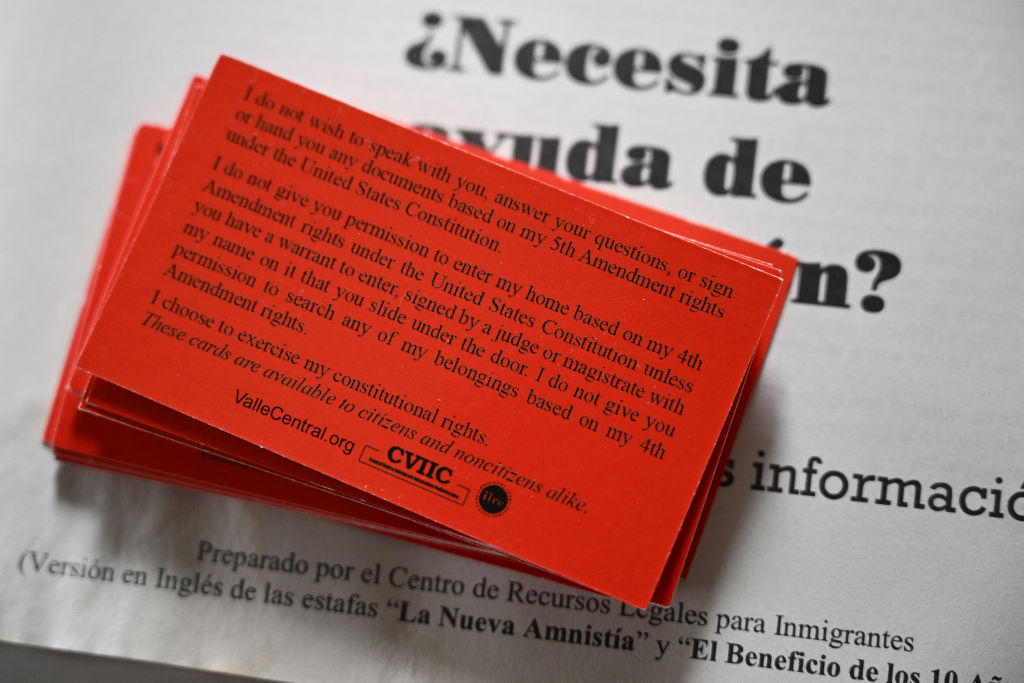 ¿Necesita
ayuda de
n?
I do not wish to speak with you, answer your questions, or sign
or hand you any documents based on my 5th Amendment rights
under the United States Constitution.
I do not give you permission to enter my home based on my 4th
Amendment rights under the United States Constitution unless
you have a warrant to enter, signed by a judge or magistrate with
my name on it that you slide under the door. I do not give you
permission to search any of my belongings based on my 4th
Amendment rights.
I choose to exercise my constitutional rights.
These cards are available to citizens and noncitizens alike.
ValleCentral.org
CVIIC
ilrc
s informació
Preparado por el Centro de Recursos Legales para Inmigrantes
(Versión en Inglés de las estafas “La Nueva Amnistía” y “El Beneficio de los 10 Añ